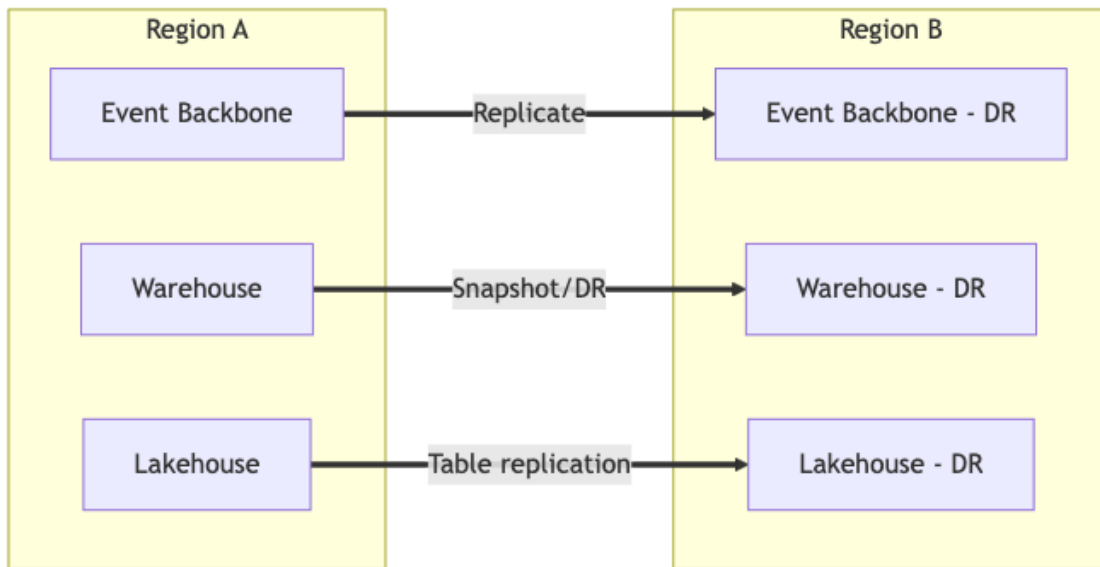 Region A
Region B
Event Backbone
Replicate
Event Backbone - DR
Warehouse
Snapshot/DR
Warehouse - DR
Lakehouse
Table replication
Lakehouse - DR